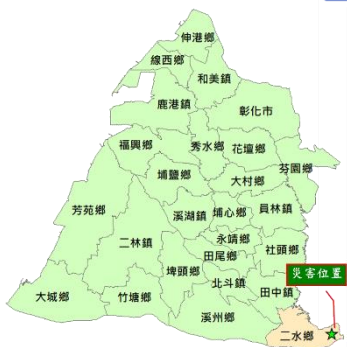 伸港鄉
線西鄉
和美鎮
鹿港鎮
彰化市
福興鄉
秀水鄉
花壇鄉
芬園鄉
埔鹽鄉
大村鄉
芳苑鄉
溪湖鎮
埔心鄉
員林鎮
二林鎮
永靖鄉
田尾鄉
社頭鄉
埤頭鄉
災害位置
北斗鎮
田中鎮
大城鄉
竹塘鄉
溪州鄉
二水鄉